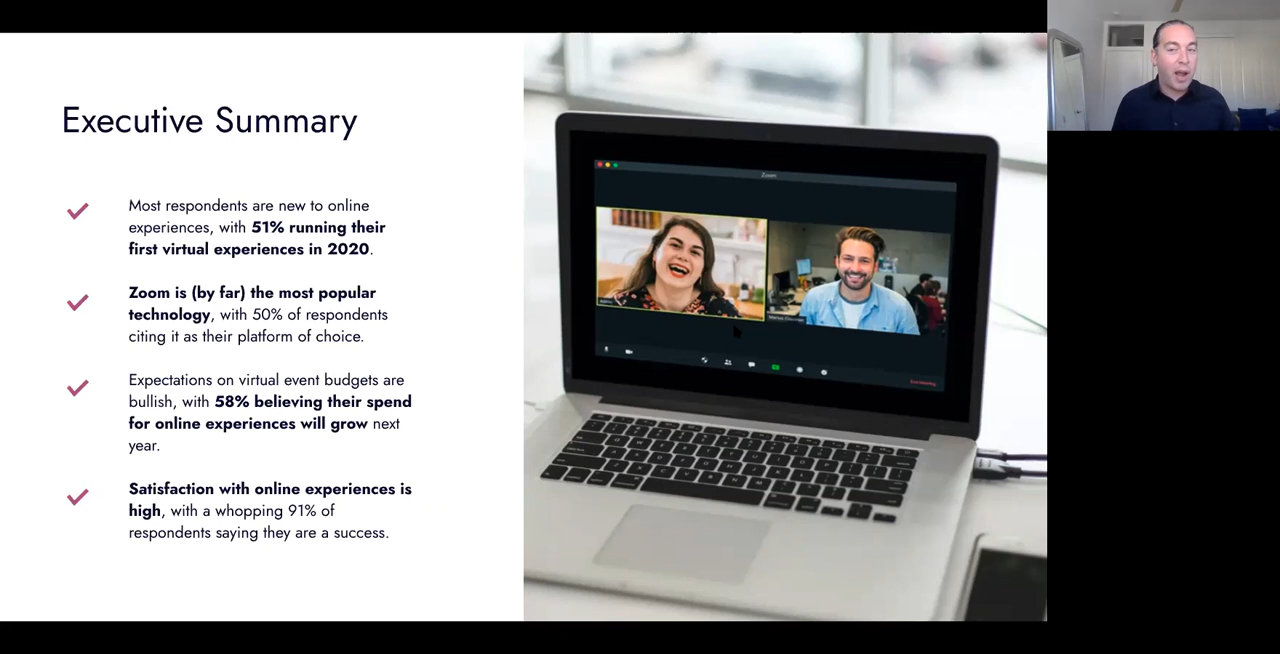 Executive Summary
Most respondents are new to online
experiences, with 51% running their
first virtual experiences in 2020.
Zoom is (by far) the most popular
technology, with 50% of respondents
citing it as their platform of choice.
Expectations on virtual event budgets are
bullish, with 58% believing their spend
for online experiences will grow next
year.
Satisfaction with online experiences is
high, with a whopping 91% of
respondents saying they are a success.
Zoom